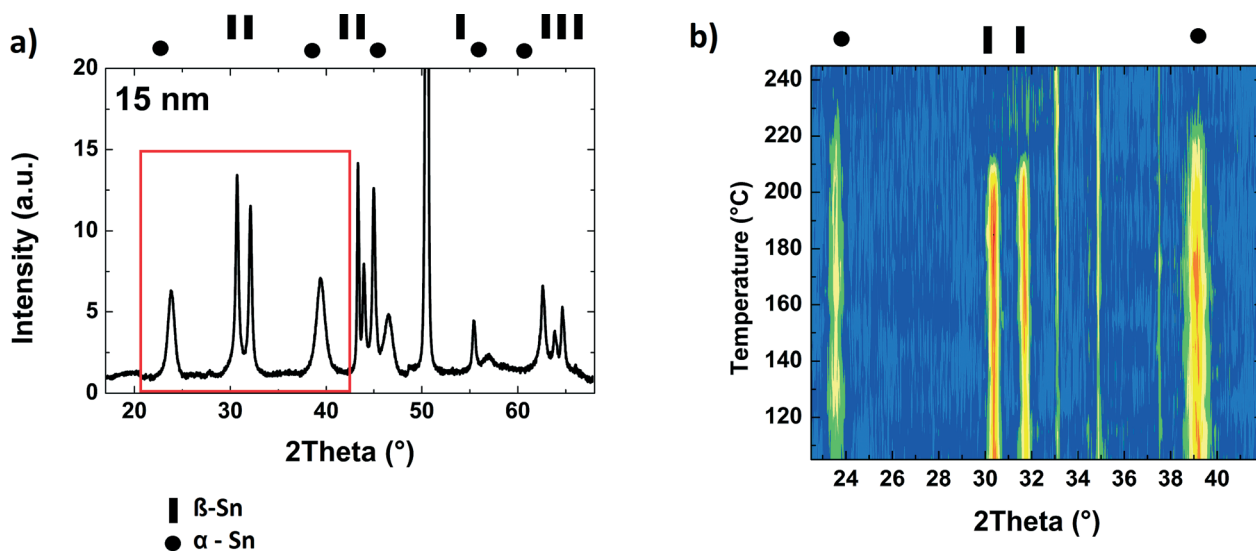 a)
15 nm
Intensity (a.u.)
20
15
10
5
0
20 30 40 50 60
2Theta (°)
ß-Sn
α - Sn
b)
Temperature (°C)
240
220
200
180
160
140
120
24 26 28 30 32 34 36 38 40
2Theta (°)